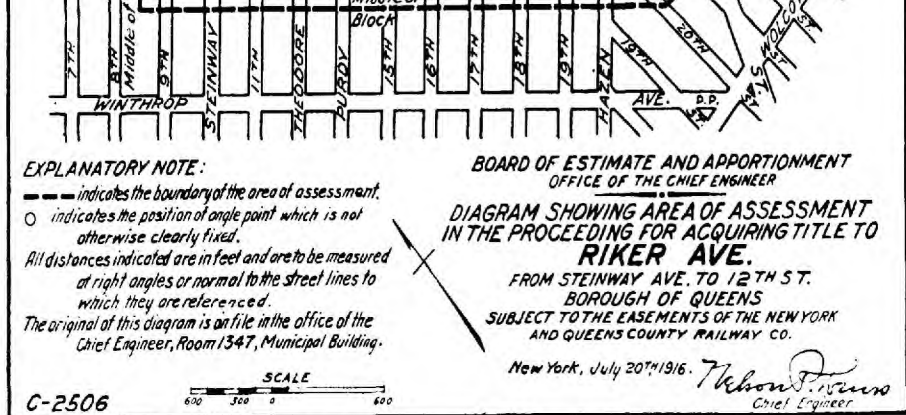 Middle of
Block
7TH
8TH
Middle of
9TH
STEINWAY
11TH
THEODORE
PURDY
15TH
16TH
17TH
18TH
19TH
HAZEN
19TH
20TH
WOLCO
ST.
WINTHROP AVE. P.P.
EXPLANATORY NOTE:
indicates the boundary of the area of assessment.
indicates the position of angle point which is not
otherwise clearly fixed.
All distances indicated are in feet and are to be measured
at right angles or normal to the street lines to
which they are referenced.
The original of this diagram is on file in the office of the
Chief Engineer, Room 1347, Municipal Building.
SCALE
600 300 0 600
C-2506
BOARD OF ESTIMATE AND APPORTIONMENT
OFFICE OF THE CHIEF ENGINEER
DIAGRAM SHOWING AREA OF ASSESSMENT
IN THE PROCEEDING FOR ACQUIRING TITLE TO
RIKER AVE.
FROM STEINWAY AVE. TO 12TH ST.
BOROUGH OF QUEENS
SUBJECT TO THE EASEMENTS OF THE NEW YORK
AND QUEENS COUNTY RAILWAY CO.
New York, July 20TH 1916.
Nelson P.
Chief Engineer